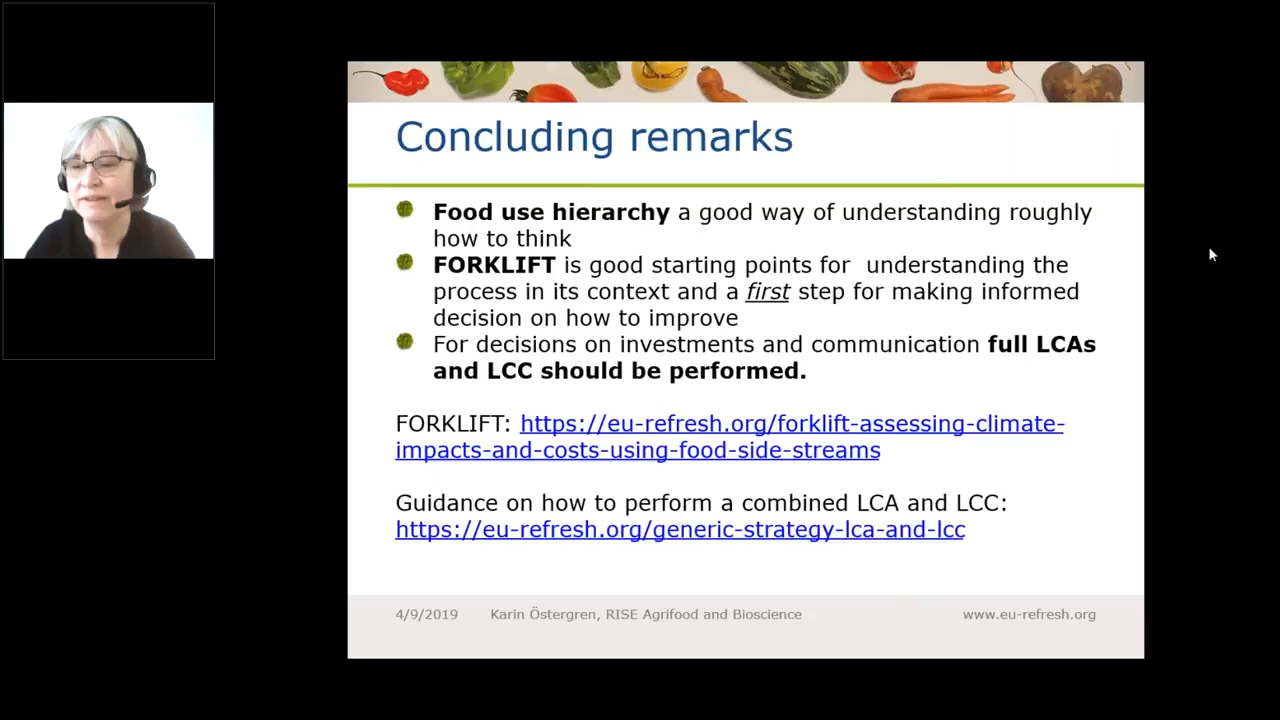 Concluding remarks
Food use hierarchy a good way of understanding roughly
how to think
FORKLIFT is good starting points for  understanding the
process in its context and a first step for making informed
decision on how to improve
For decisions on investments and communication full LCAs
and LCC should be performed.
FORKLIFT: https://eu-refresh.org/forklift-assessing-climate-
impacts-and-costs-using-food-side-streams
Guidance on how to perform a combined LCA and LCC:
https://eu-refresh.org/generic-strategy-lca-and-lcc
4/9/2019 Karin Östergren, RISE Agrifood and Bioscience www.eu-refresh.org